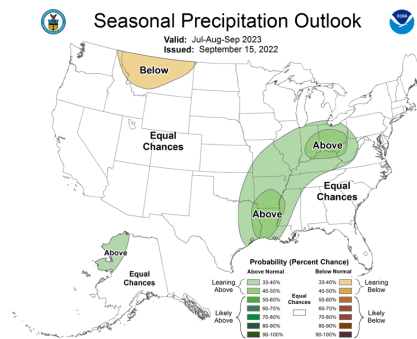 Seasonal Precipitation Outlook
Valid: Jul-Aug-Sep 2023
Issued: September 15, 2022
NOAA
Below
Equal
Chances
Above
Equal
Chances
Above
Above
Equal
Chances
Probability (Percent Chance)
Above Normal
Below Normal
Leaning
Above
33-40%
40-50%
Likely
Above
50-60%
60-70%
70-80%
80-90%
90-100%
Equal
Chances
33-40%
40-50%
Leaning
Below
50-60%
60-70%
70-80%
80-90%
90-100%
Likely
Below